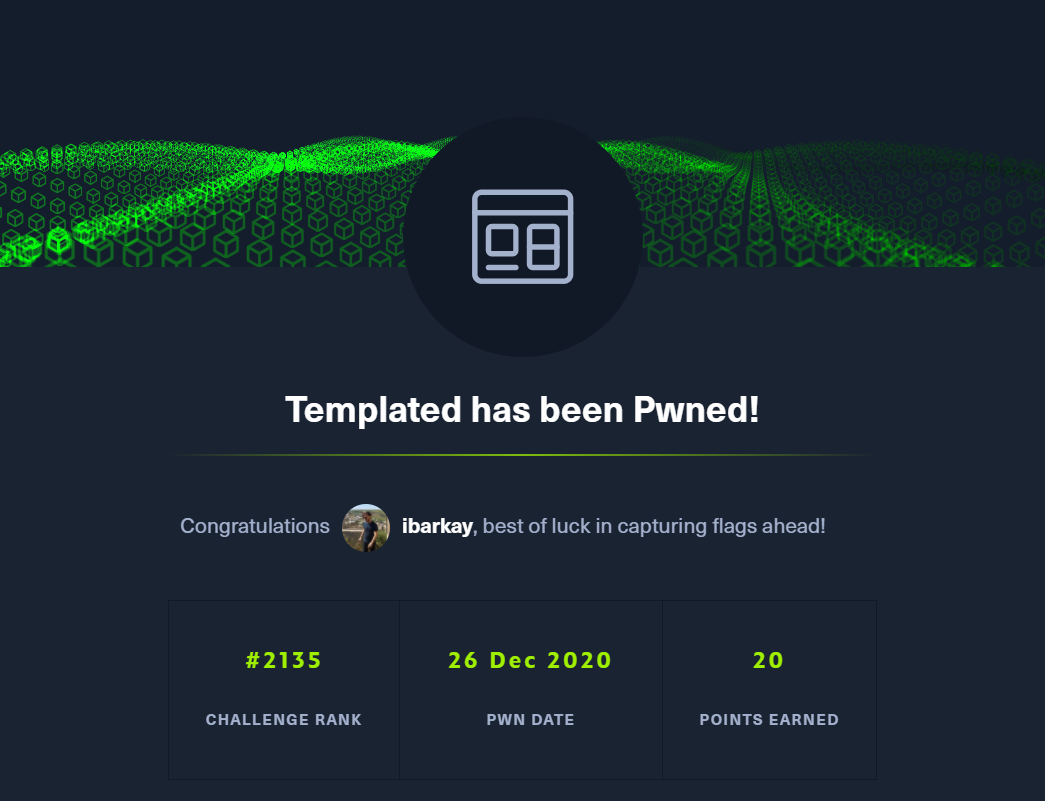 Templated has been Pwned!
Congratulations ibarkay, best of luck in capturing flags ahead!
#2135
CHALLENGE RANK
26 Dec 2020
PWN DATE
20
POINTS EARNED